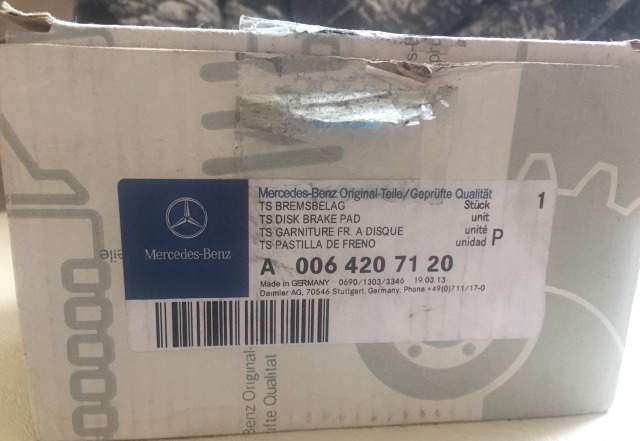 Mercedes-Benz Original-Teile/Geprüfte Qualität
TS BREMSBELAG Stück 1
TS DISK BRAKE PAD unit
TS GARNITURE FR. A DISQUE unité P
TS PASTILLA DE FRENO unidad
Mercedes-Benz
A 006 420 71 20
Made in GERMANY 0690/1303/3346 19.03.13
Daimler AG, 70546 Stuttgart, Germany, Phone +49(0)711/17-0
Benz Original-